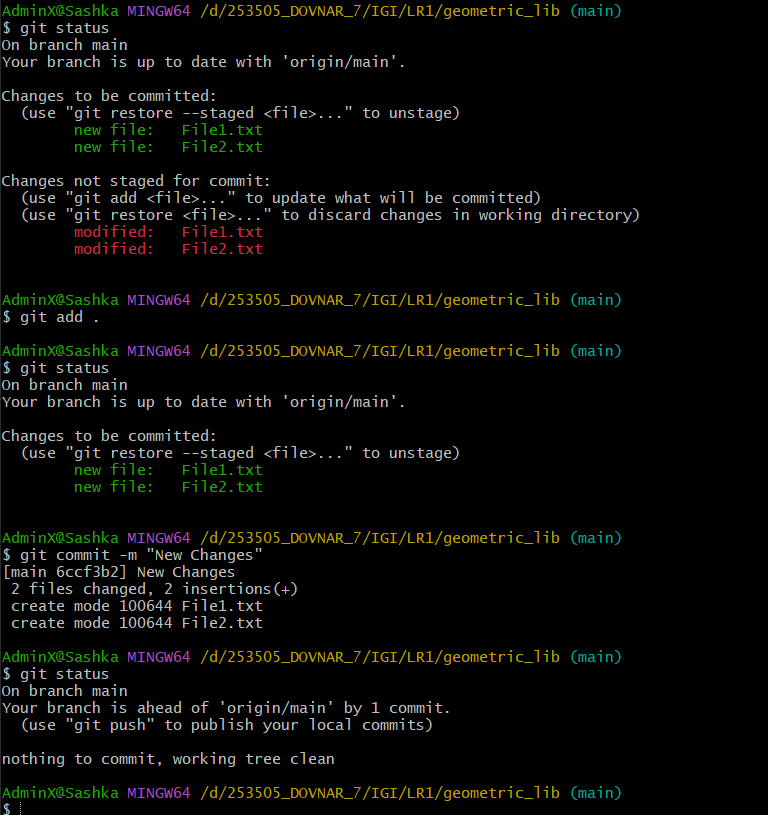 AdminX@Sashka MINGW64 /d/253505_DOVNAR_7/IGI/LR1/geometric_lib (main)
$ git status
On branch main
Your branch is up to date with 'origin/main'.
Changes to be committed:
  (use "git restore --staged <file>..." to unstage)
        new file:   File1.txt
        new file:   File2.txt
Changes not staged for commit:
  (use "git add <file>..." to update what will be committed)
  (use "git restore <file>..." to discard changes in working directory)
        modified:   File1.txt
        modified:   File2.txt
AdminX@Sashka MINGW64 /d/253505_DOVNAR_7/IGI/LR1/geometric_lib (main)
$ git add .
AdminX@Sashka MINGW64 /d/253505_DOVNAR_7/IGI/LR1/geometric_lib (main)
$ git status
On branch main
Your branch is up to date with 'origin/main'.
Changes to be committed:
  (use "git restore --staged <file>..." to unstage)
        new file:   File1.txt
        new file:   File2.txt
AdminX@Sashka MINGW64 /d/253505_DOVNAR_7/IGI/LR1/geometric_lib (main)
$ git commit -m "New Changes"
[main 6ccf3b2] New Changes
 2 files changed, 2 insertions(+)
 create mode 100644 File1.txt
 create mode 100644 File2.txt
AdminX@Sashka MINGW64 /d/253505_DOVNAR_7/IGI/LR1/geometric_lib (main)
$ git status
On branch main
Your branch is ahead of 'origin/main' by 1 commit.
  (use "git push" to publish your local commits)
nothing to commit, working tree clean
AdminX@Sashka MINGW64 /d/253505_DOVNAR_7/IGI/LR1/geometric_lib (main)
$